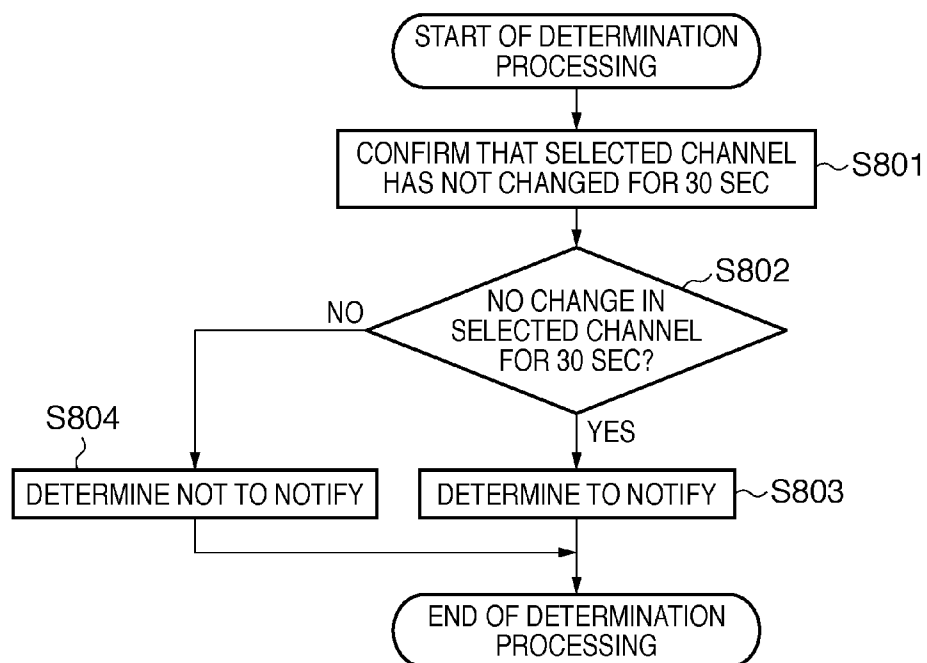 START OF DETERMINATION
PROCESSING
CONFIRM THAT SELECTED CHANNEL
HAS NOT CHANGED FOR 30 SEC
S801
S802
NO CHANGE IN
SELECTED CHANNEL
FOR 30 SEC?
NO
YES
S804
DETERMINE NOT TO NOTIFY
DETERMINE TO NOTIFY
S803
END OF DETERMINATION
PROCESSING